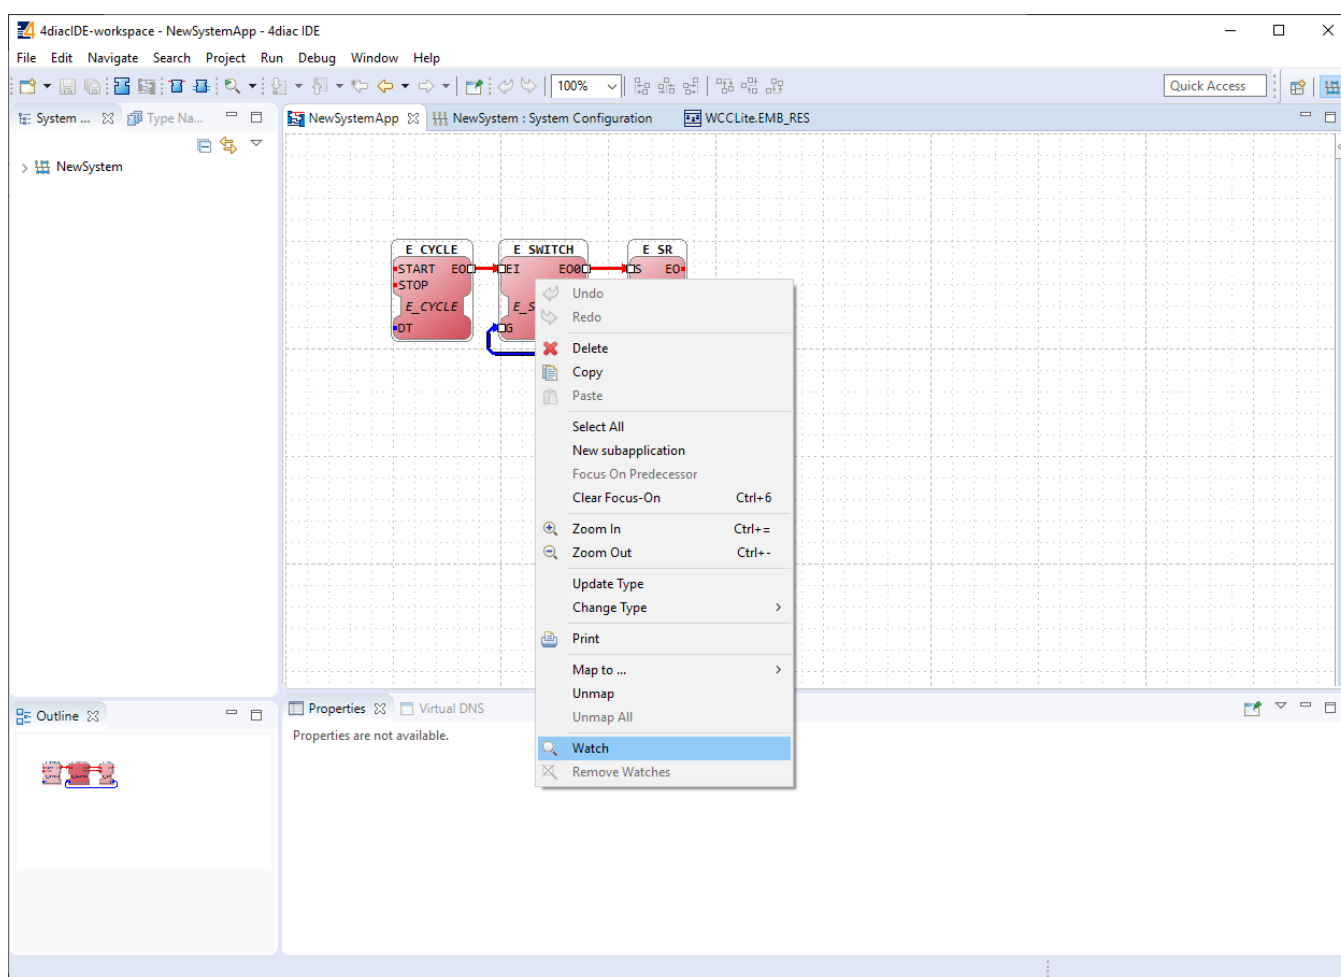 4diacIDE-workspace - NewSystemApp - 4diac IDE
File Edit Navigate Search Project Run Debug Window Help
100% Quick Access
System ... Type Na...
NewSystemApp NewSystem : System Configuration WCCLite.EMB_RES
NewSystem
E_CYCLE E_SWITCH E_SR
START EO EI EO0 S EO
STOP
E_CYCLE E_S
DT G
Undo
Redo
Delete
Copy
Paste
Select All
New subapplication
Focus On Predecessor
Clear Focus-On Ctrl+6
Zoom In Ctrl+=
Zoom Out Ctrl+-
Update Type
Change Type
Print
Map to ...
Unmap
Unmap All
Watch
Remove Watches
Outline
Properties Virtual DNS
Properties are not available.